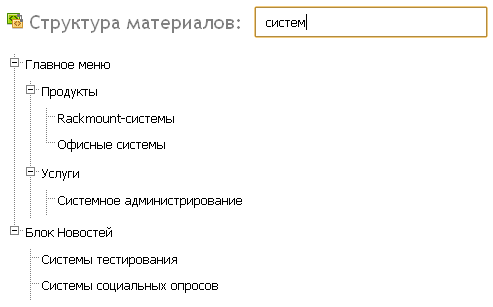 Структура материалов: систем
Главное меню
Продукты
Rackmount-системы
Офисные системы
Услуги
Системное администрирование
Блок Новостей
Системы тестирования
Системы социальных опросов